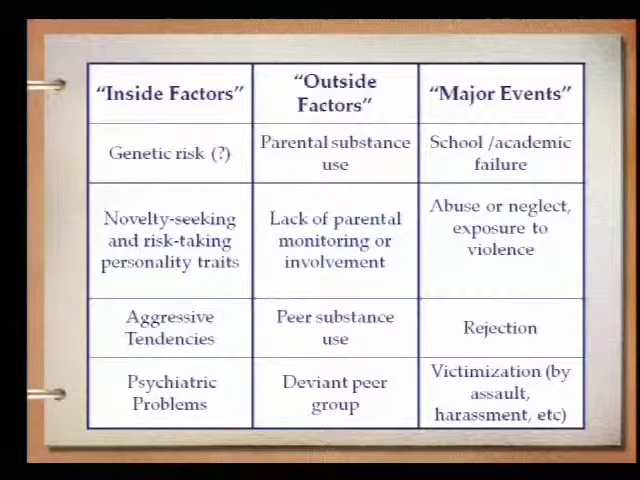 "Inside Factors"
"Outside
Factors"
"Major Events"
Genetic risk (?)
Parental substance
use
School /academic
failure
Novelty-seeking
and risk-taking
personality traits
Lack of parental
monitoring or
involvement
Abuse or neglect,
exposure to
violence
Aggressive
Tendencies
Peer substance
use
Rejection
Psychiatric
Problems
Deviant peer
group
Victimization (by
assault,
harassment, etc)